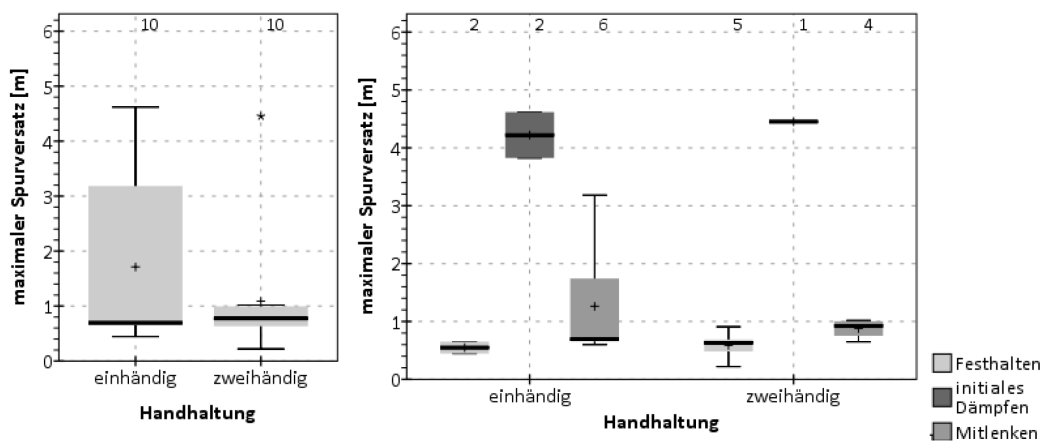 10 10
maximaler Spurversatz [m]
6
5
4
3
2
1
0
einhändig zweihändig
Handhaltung
2 2 6 5 1 4
maximaler Spurversatz [m]
6
5
4
3
2
1
0
einhändig zweihändig
Handhaltung
Festhalten
initiales
Dämpfen
Mitlenken